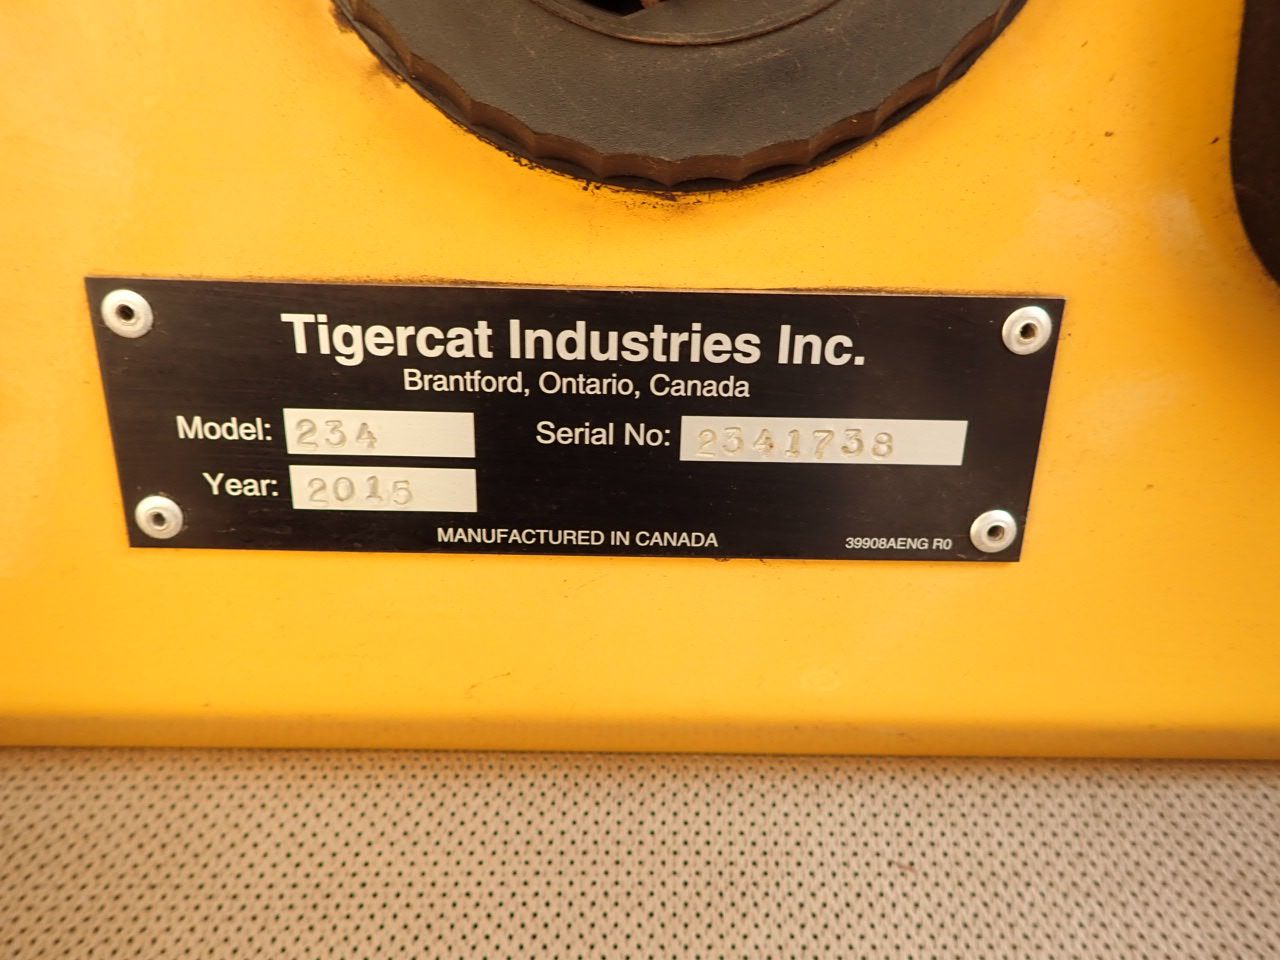 Tigercat Industries Inc.
Brantford, Ontario, Canada
Model: 234 Serial No: 2341738
Year: 2015
MANUFACTURED IN CANADA 39908AENG R0